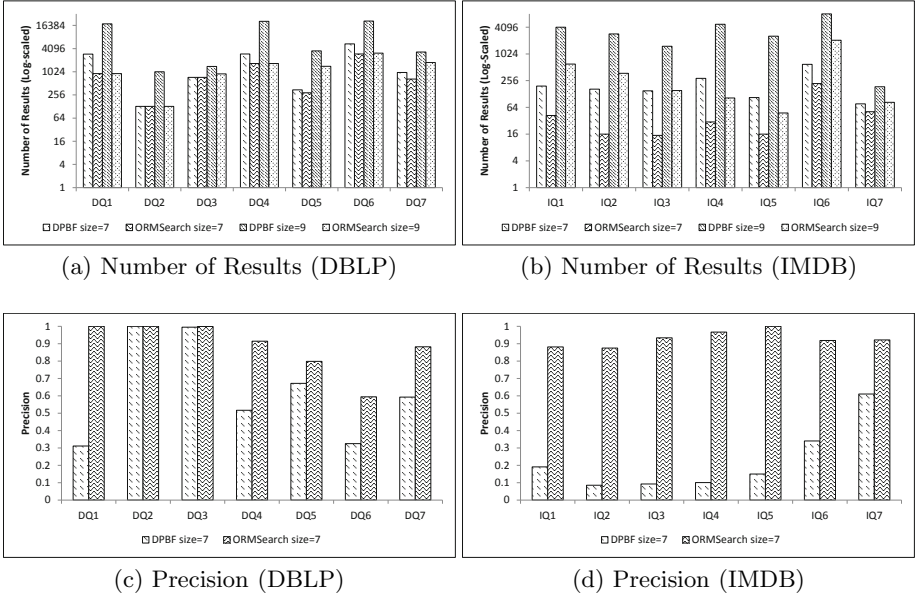 Number of Results (Log-scaled)
16384
4096
1024
256
64
16
4
1
DQ1 DQ2 DQ3 DQ4 DQ5 DQ6 DQ7
DPBF size=7 ORMSearch size=7 DPBF size=9 ORMSearch size=9
(a) Number of Results (DBLP)
Number of Results (Log-Scaled)
4096
1024
256
64
16
4
1
IQ1 IQ2 IQ3 IQ4 IQ5 IQ6 IQ7
DPBF size=7 ORMSearch size=7 DPBF size=9 ORMSearch size=9
(b) Number of Results (IMDB)
Precision
1
0.9
0.8
0.7
0.6
0.5
0.4
0.3
0.2
0.1
0
DQ1 DQ2 DQ3 DQ4 DQ5 DQ6 DQ7
DPBF size=7 ORMSearch size=7
(c) Precision (DBLP)
Precision
1
0.9
0.8
0.7
0.6
0.5
0.4
0.3
0.2
0.1
0
IQ1 IQ2 IQ3 IQ4 IQ5 IQ6 IQ7
DPBF size=7 ORMSearch size=7
(d) Precision (IMDB)